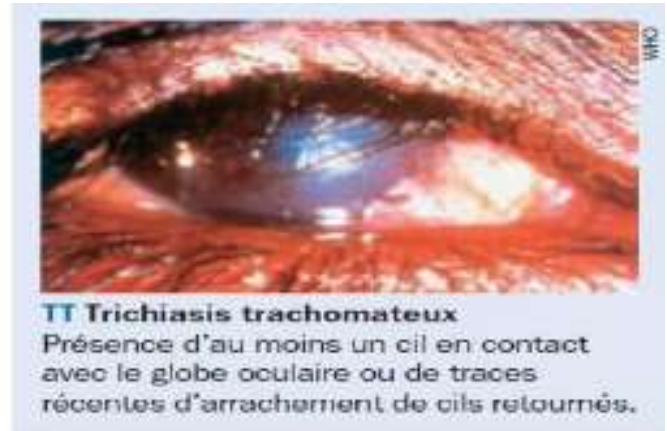 WHO
TT Trichiasis trachomateux
Présence d'au moins un cil en contact
avec le globe oculaire ou de traces
récentes d'arrachement de cils retournés.